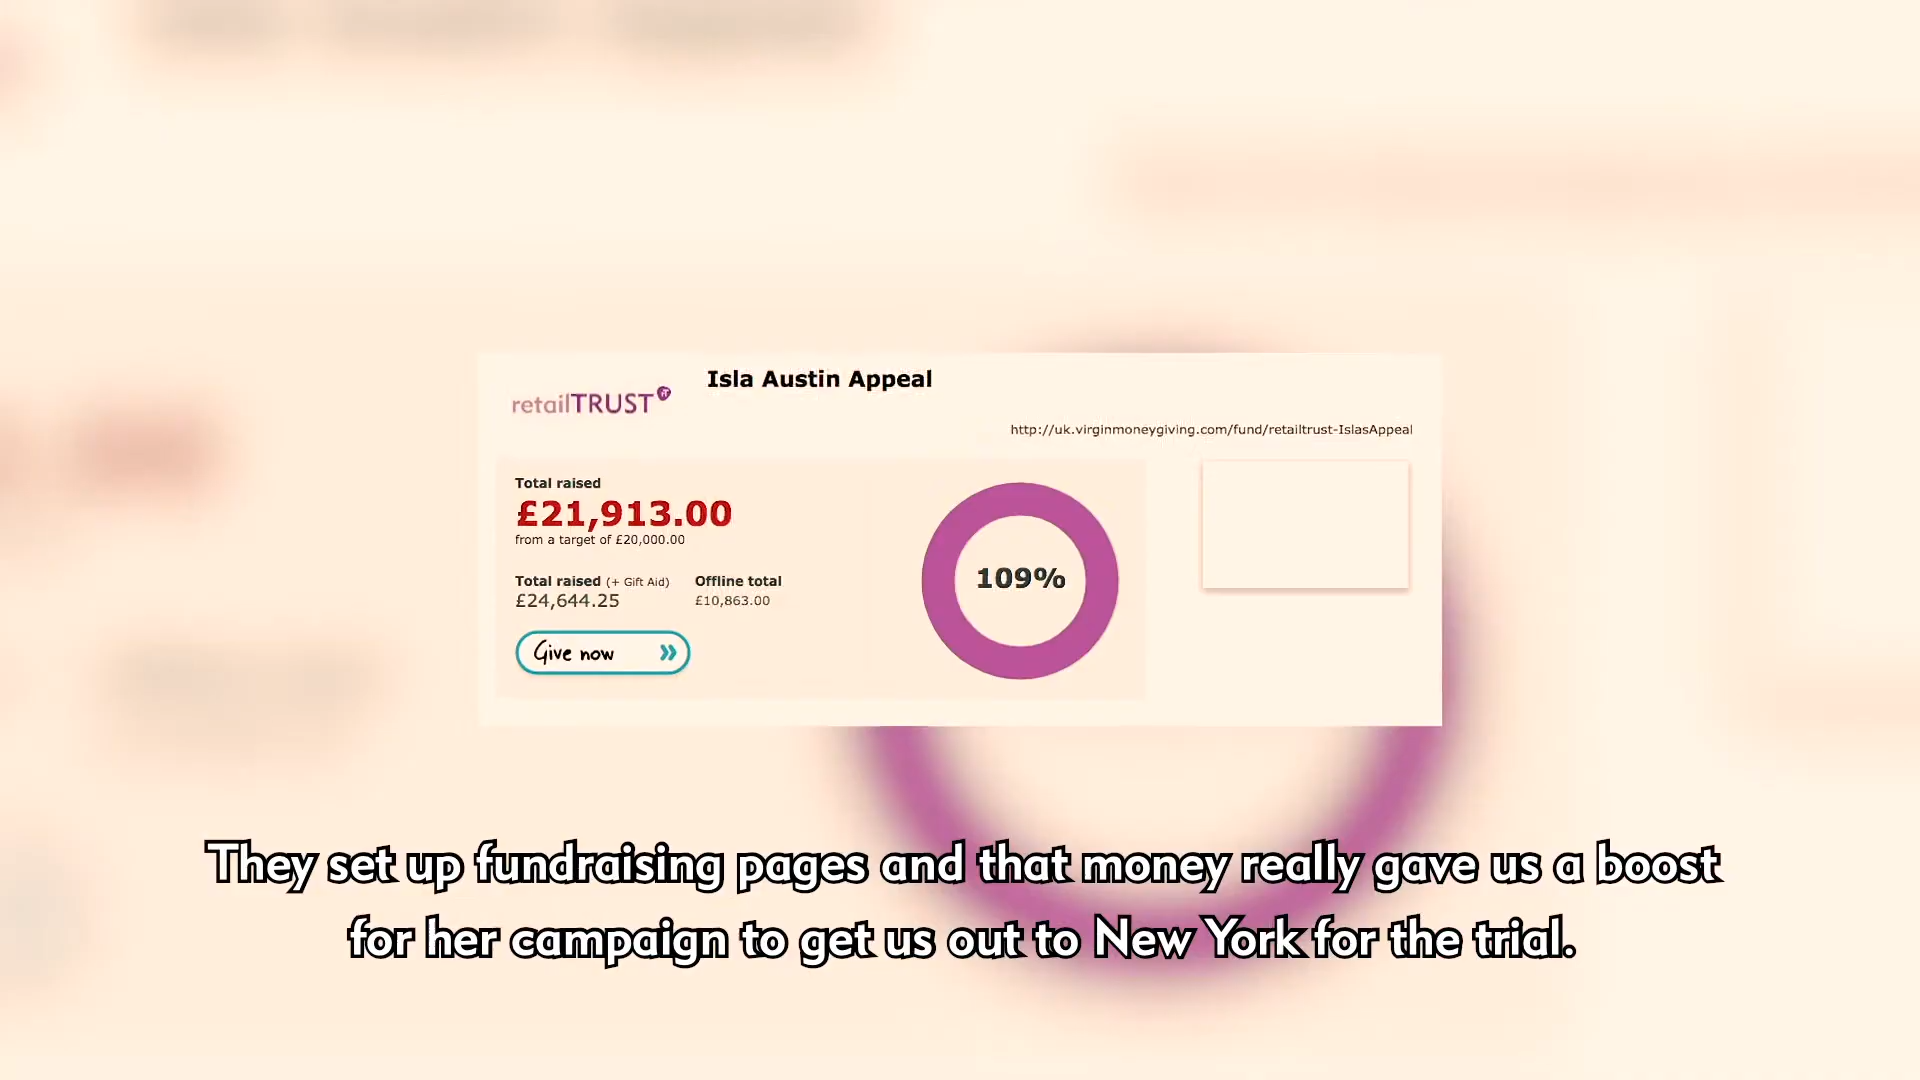 Isla Austin Appeal
retailTRUST
http://uk.virginmoneygiving.com/fund/retailtrust-IslasAppeal
Total raised
£21,913.00
from a target of £20,000.00
109%
Total raised (+ Gift Aid) Offline total
£24,644.25 £10,863.00
Give now »
They set up fundraising pages and that money really gave us a boost
for her campaign to get us out to New York for the trial.